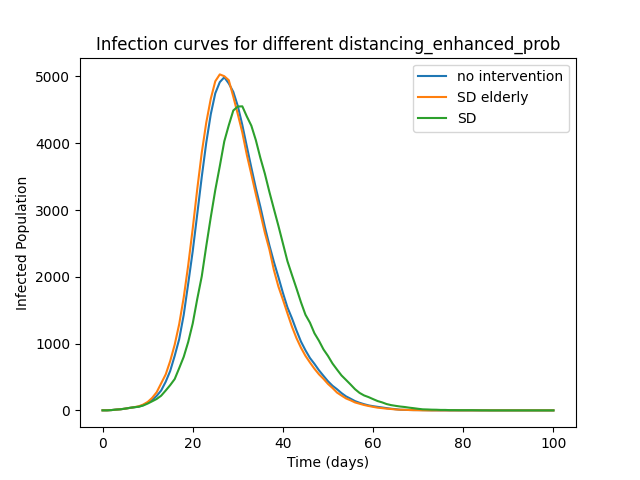 Infection curves for different distancing_enhanced_prob
no intervention
SD elderly
SD
Infected Population
5000
4000
3000
2000
1000
0
0 20 40 60 80 100
Time (days)